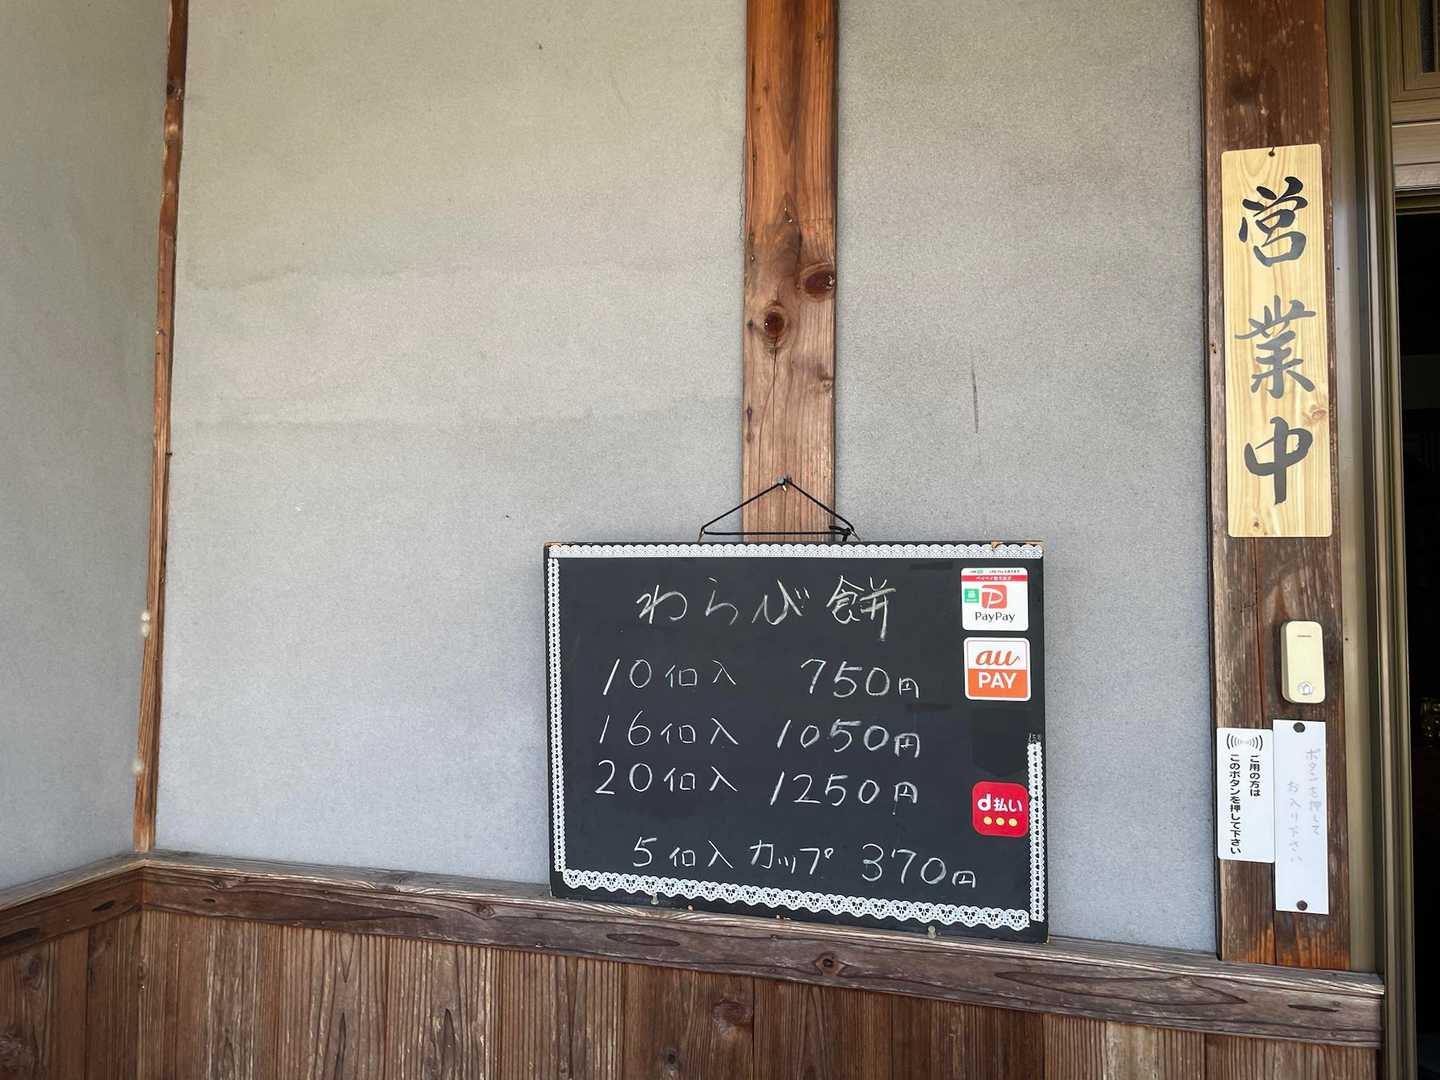 わらび餅
10個入 750円
16個入 1050円
20個入 1250円
5個入カップ 370円
PayPay
au
PAY
d払い
営業中
ご用の方は
このボタンを押して下さい
ボタンを押して
お入り下さい